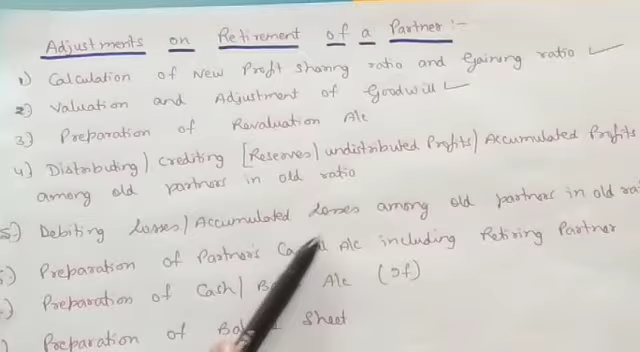 Adjustments on Retirement of a Partner :-
1) Calculation of New Profit sharing ratio and Gaining ratio
2) Valuation and Adjustment of Goodwill
3) Preparation of Revaluation A/c
4) Distributing / Crediting [Reserves / undistributed Profits / Accumulated Profits
among old partners in old ratio
5) Debiting losses / Accumulated losses among old partners in old
Preparation of Partner's A/c including Retiring Partner
Preparation of Cash / A/c (If)
Preparation of Sheet